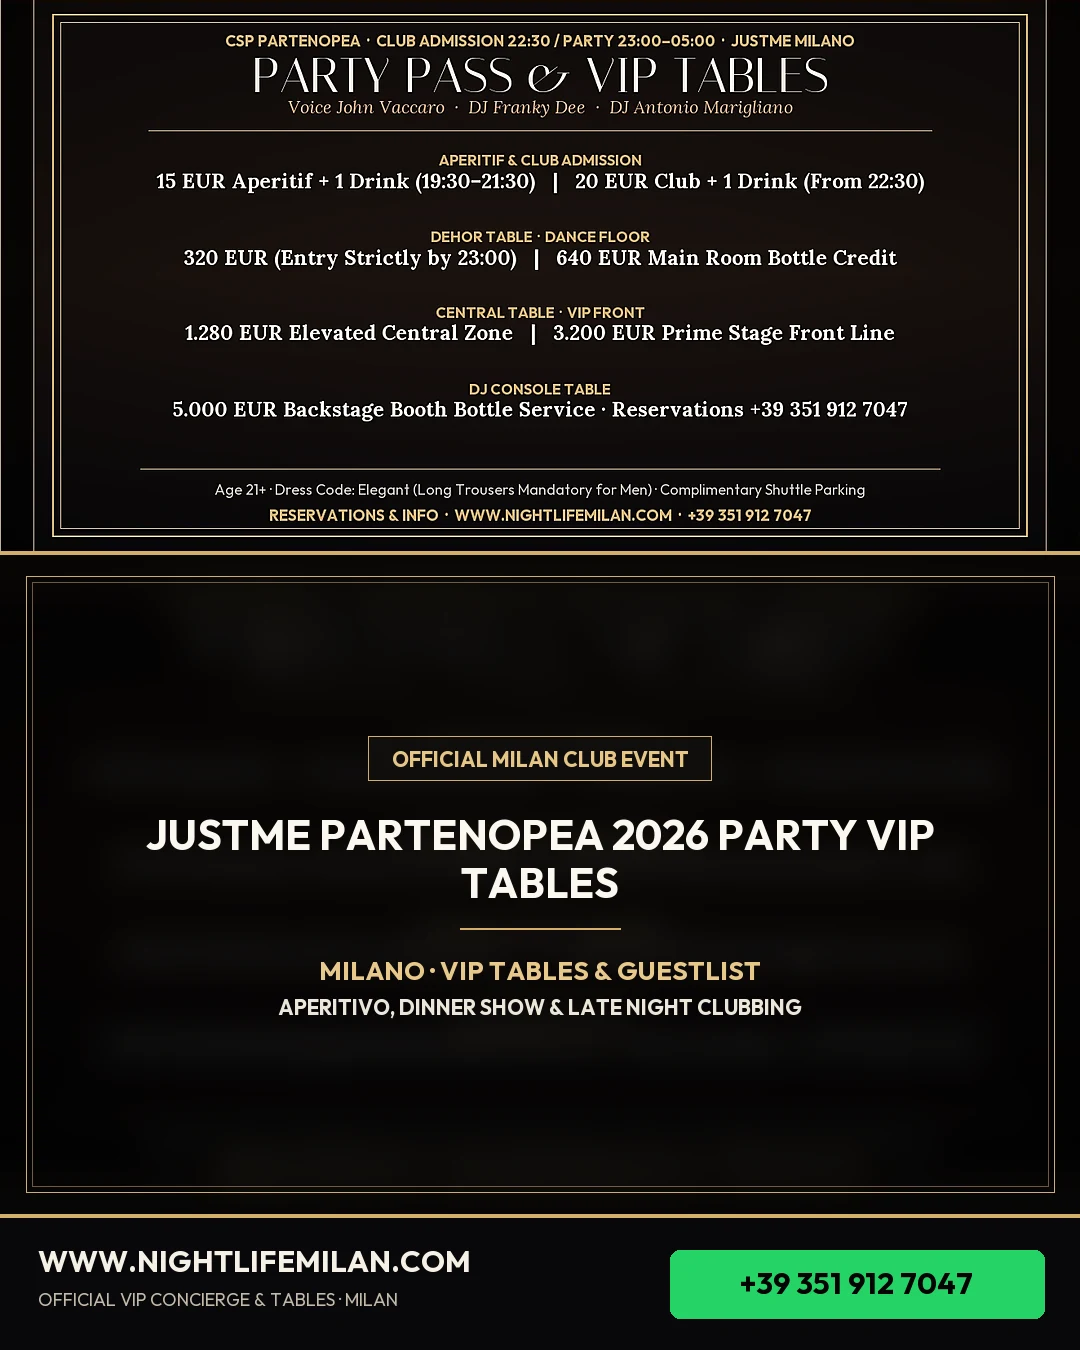 CSP PARTENOPEA · CLUB ADMISSION 22:30 / PARTY 23:00–05:00 · JUSTME MILANO
PARTY PASS & VIP TABLES
Voice John Vaccaro · DJ Franky Dee · DJ Antonio Marigliano
APERITIF & CLUB ADMISSION
15 EUR Aperitif + 1 Drink (19:30–21:30) | 20 EUR Club + 1 Drink (From 22:30)
DEHOR TABLE · DANCE FLOOR
320 EUR (Entry Strictly by 23:00) | 640 EUR Main Room Bottle Credit
CENTRAL TABLE · VIP FRONT
1.280 EUR Elevated Central Zone | 3.200 EUR Prime Stage Front Line
DJ CONSOLE TABLE
5.000 EUR Backstage Booth Bottle Service · Reservations +39 351 912 7047
Age 21+ · Dress Code: Elegant (Long Trousers Mandatory for Men) · Complimentary Shuttle Parking
RESERVATIONS & INFO · WWW.NIGHTLIFEMILAN.COM · +39 351 912 7047
OFFICIAL MILAN CLUB EVENT
JUSTME PARTENOPEA 2026 PARTY VIP
TABLES
MILANO · VIP TABLES & GUESTLIST
APERITIVO, DINNER SHOW & LATE NIGHT CLUBBING
WWW.NIGHTLIFEMILAN.COM
OFFICIAL VIP CONCIERGE & TABLES · MILAN
+39 351 912 7047